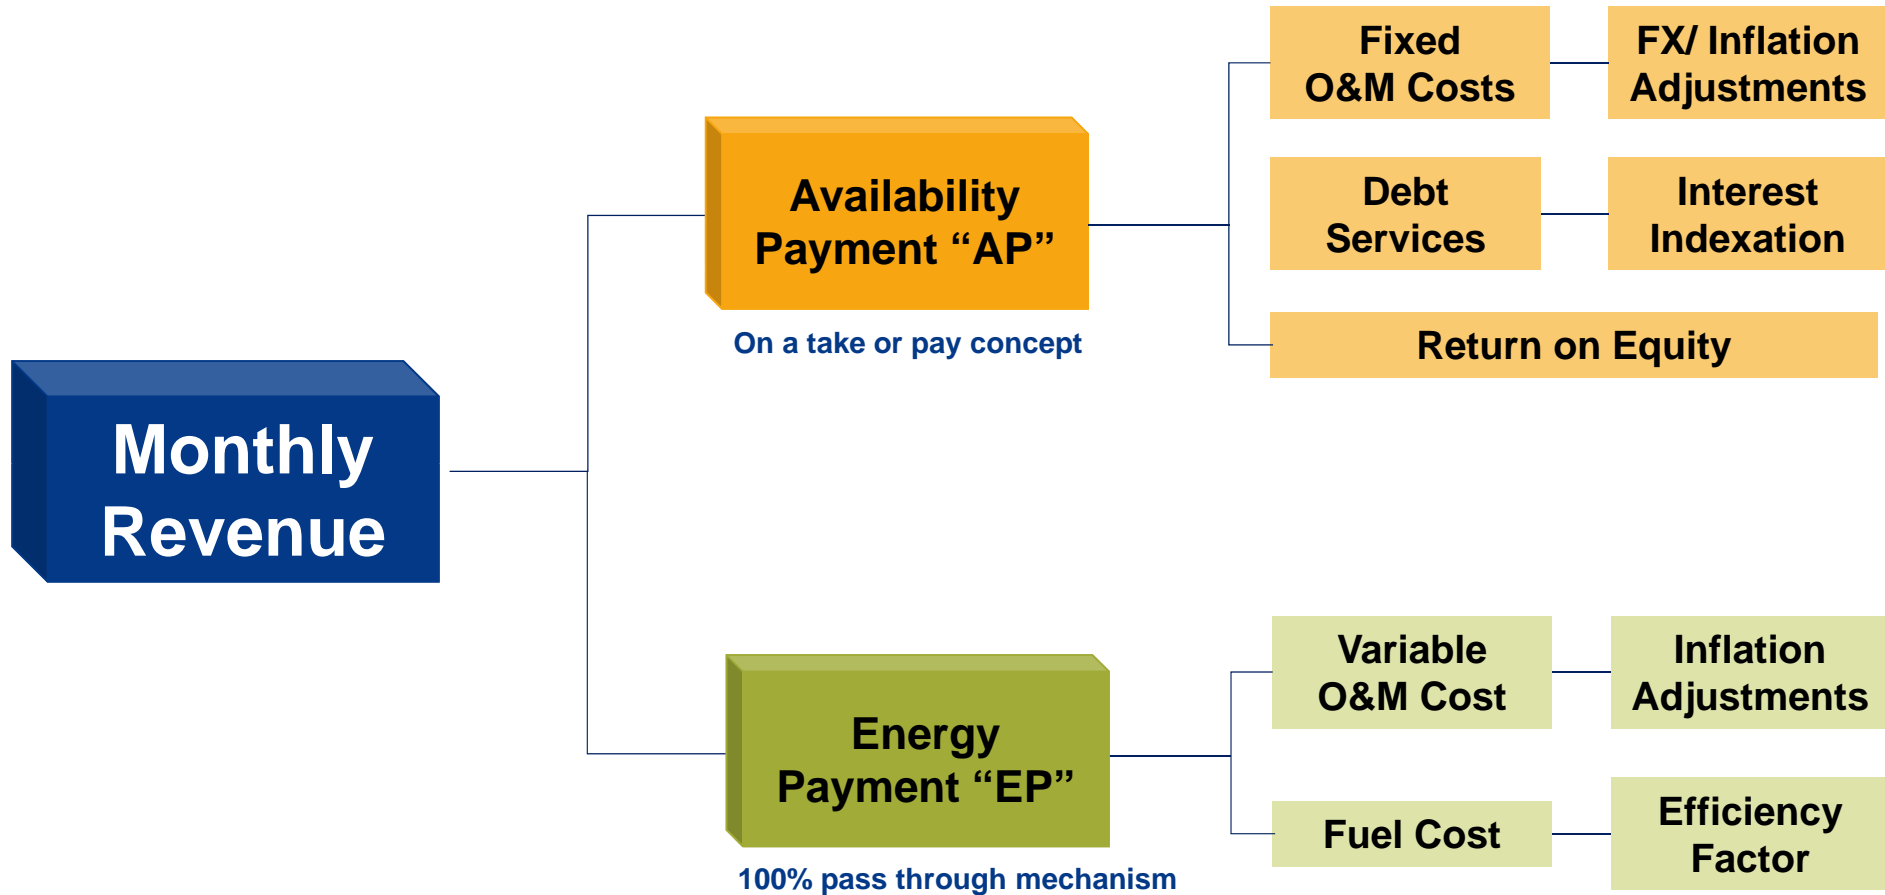 Monthly
Revenue
Availability
Payment “AP”
On a take or pay concept
Fixed
O&M Costs
FX/ Inflation
Adjustments
Debt
Services
Interest
Indexation
Return on Equity
Energy
Payment “EP”
100% pass through mechanism
Variable
O&M Cost
Inflation
Adjustments
Fuel Cost
Efficiency
Factor